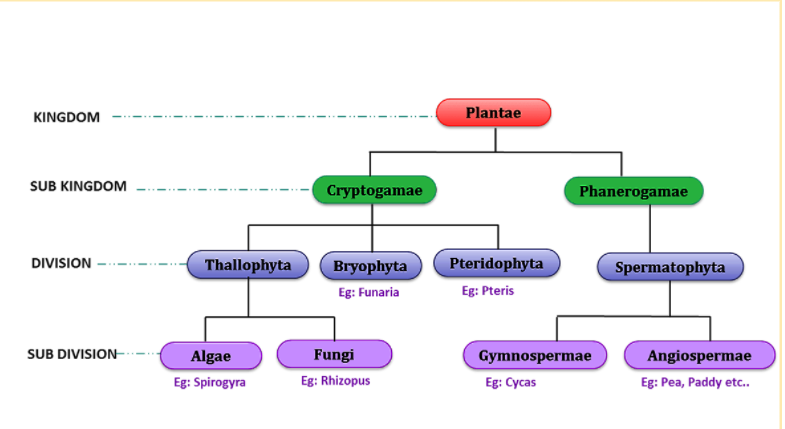 KINGDOM
Plantae
SUB KINGDOM
Cryptogamae
Phanerogamae
DIVISION
Thallophyta
Bryophyta
Pteridophyta
Spermatophyta
Eg: Funaria
Eg: Pteris
SUB DIVISION
Algae
Fungi
Gymnospermae
Angiospermae
Eg: Spirogyra
Eg: Rhizopus
Eg: Cycas
Eg: Pea, Paddy etc..